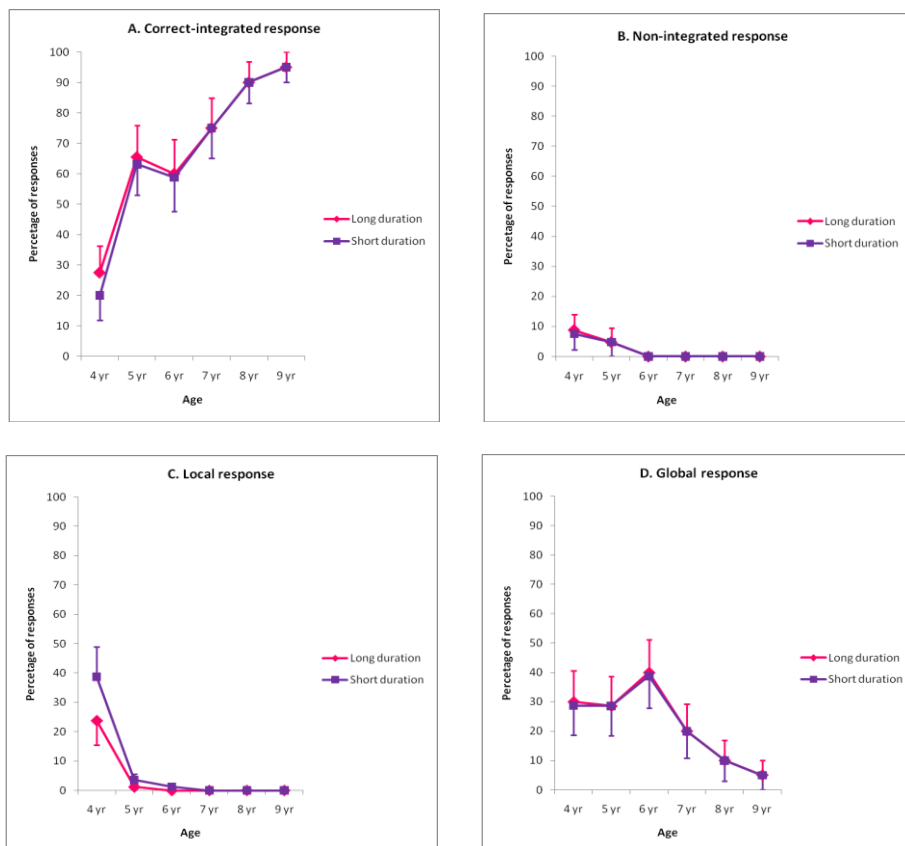 A. Correct-integrated response
100
90
80
70
60
50
40
30
20
10
0
Percetage of responses
4 yr 5 yr 6 yr 7 yr 8 yr 9 yr
Age
Long duration
Short duration
B. Non-integrated response
100
90
80
70
60
50
40
30
20
10
0
Percetage of responses
4 yr 5 yr 6 yr 7 yr 8 yr 9 yr
Age
Long duration
Short duration
C. Local response
100
90
80
70
60
50
40
30
20
10
0
Percetage of responses
4 yr 5 yr 6 yr 7 yr 8 yr 9 yr
Age
Long duration
Short duration
D. Global response
100
90
80
70
60
50
40
30
20
10
0
Percetage of responses
4 yr 5 yr 6 yr 7 yr 8 yr 9 yr
Age
Long duration
Short duration